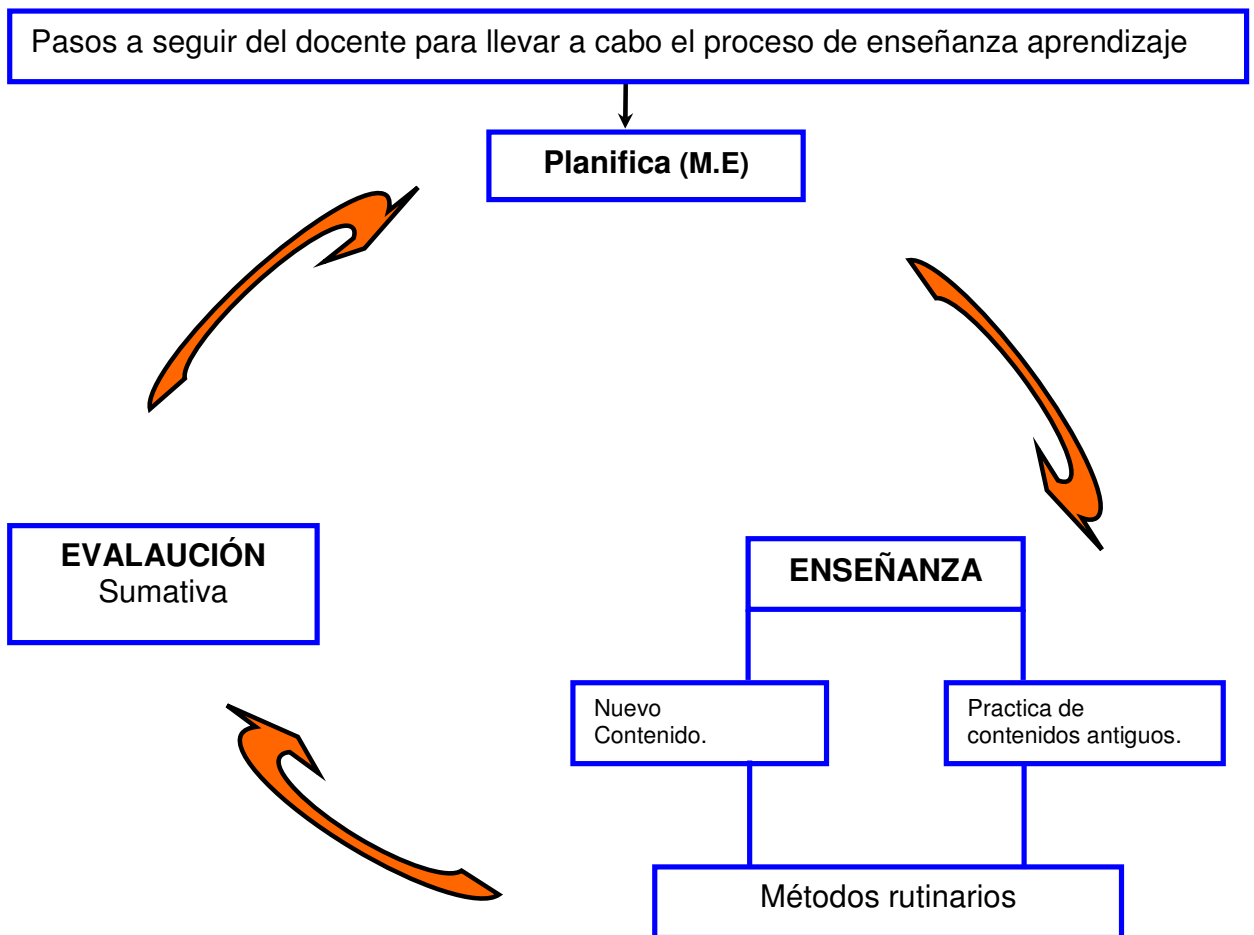 Pasos a seguir del docente para llevar a cabo el proceso de enseñanza aprendizaje
Planifica (M.E)
EVALAUCIÓN
Sumativa
ENSEÑANZA
Nuevo
Contenido.
Practica de
contenidos antiguos.
Métodos rutinarios